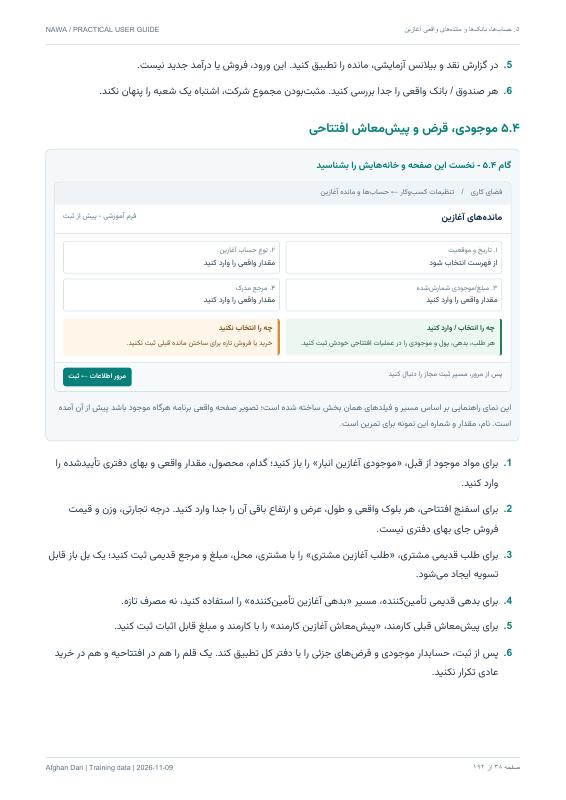 ۵. حساب‌ها، بانک‌ها و مانده‌های واقعی آغازین
NAWA / PRACTICAL USER GUIDE
5. در گزارش نقد و بیلانس آزمایشی، مانده را تطبیق کنید. این ورود، فروش یا درآمد جدید نیست.
6. هر صندوق / بانک واقعی را جدا بررسی کنید. مثبت‌بودن مجموع شرکت، اشتباه یک شعبه را پنهان نکند.
۵.۴ موجودی، قرض و پیش‌معاش افتتاحی
گام ۵.۴ - نخست این صفحه و خانه‌هایش را بشناسید
فضای کاری / تنظیمات کسب‌وکار ← حساب‌ها و مانده آغازین
مانده‌های آغازین
فرم آموزشی - پیش از ثبت
۱. تاریخ و موقعیت
از فهرست انتخاب شود
۲. نوع حساب آغازین
مقدار واقعی را وارد کنید
۳. مبلغ/موجودی شمارش‌شده
مقدار واقعی را وارد کنید
۴. مرجع مدرک
مقدار واقعی را وارد کنید
چه را انتخاب / وارد کنید
هر طلب، بدهی، پول و موجودی را در عملیات افتتاحی خودش ثبت کنید.
چه را انتخاب نکنید
خرید یا فروش تازه برای ساختن مانده قبلی ثبت نکنید.
پس از مرور، مسیر ثبت مجاز را دنبال کنید
مرور اطلاعات ← ثبت
این نمای راهنمایی بر اساس مسیر و فیلدهای همان بخش ساخته شده است؛ تصویر صفحه واقعی برنامه هرگاه موجود باشد پیش از آن آمده
است. نام، مقدار و شماره این نمونه برای تمرین است.
1. برای مواد موجود از قبل، «موجودی آغازین انبار» را باز کنید؛ گدام، محصول، مقدار واقعی و بهای دفتری تأییدشده را
وارد کنید.
2. برای اسفنج افتتاحی، هر بلوک واقعی و طول، عرض و ارتفاع باقی آن را جدا وارد کنید. درجه تجارتی، وزن و قیمت
فروش جای بهای دفتری نیست.
3. برای طلب قدیمی مشتری، «طلب آغازین مشتری» را با مشتری، محل، مبلغ و مرجع قدیمی ثبت کنید؛ یک بل باز قابل
تسویه ایجاد می‌شود.
4. برای بدهی قدیمی تأمین‌کننده، مسیر «بدهی آغازین تأمین‌کننده» را استفاده کنید، نه مصرف تازه.
5. برای پیش‌معاش قبلی کارمند، «پیش‌معاش آغازین کارمند» را با کارمند و مبلغ قابل اثبات ثبت کنید.
6. پس از ثبت، حسابدار موجودی و قرض‌های جزئی را با دفتر کل تطبیق کند. یک قلم را هم در افتتاحیه و هم در خرید
عادی تکرار نکنید.
صفحه ۳۸ از ۱۹۲
Afghan Dari | Training data | 2026-11-09